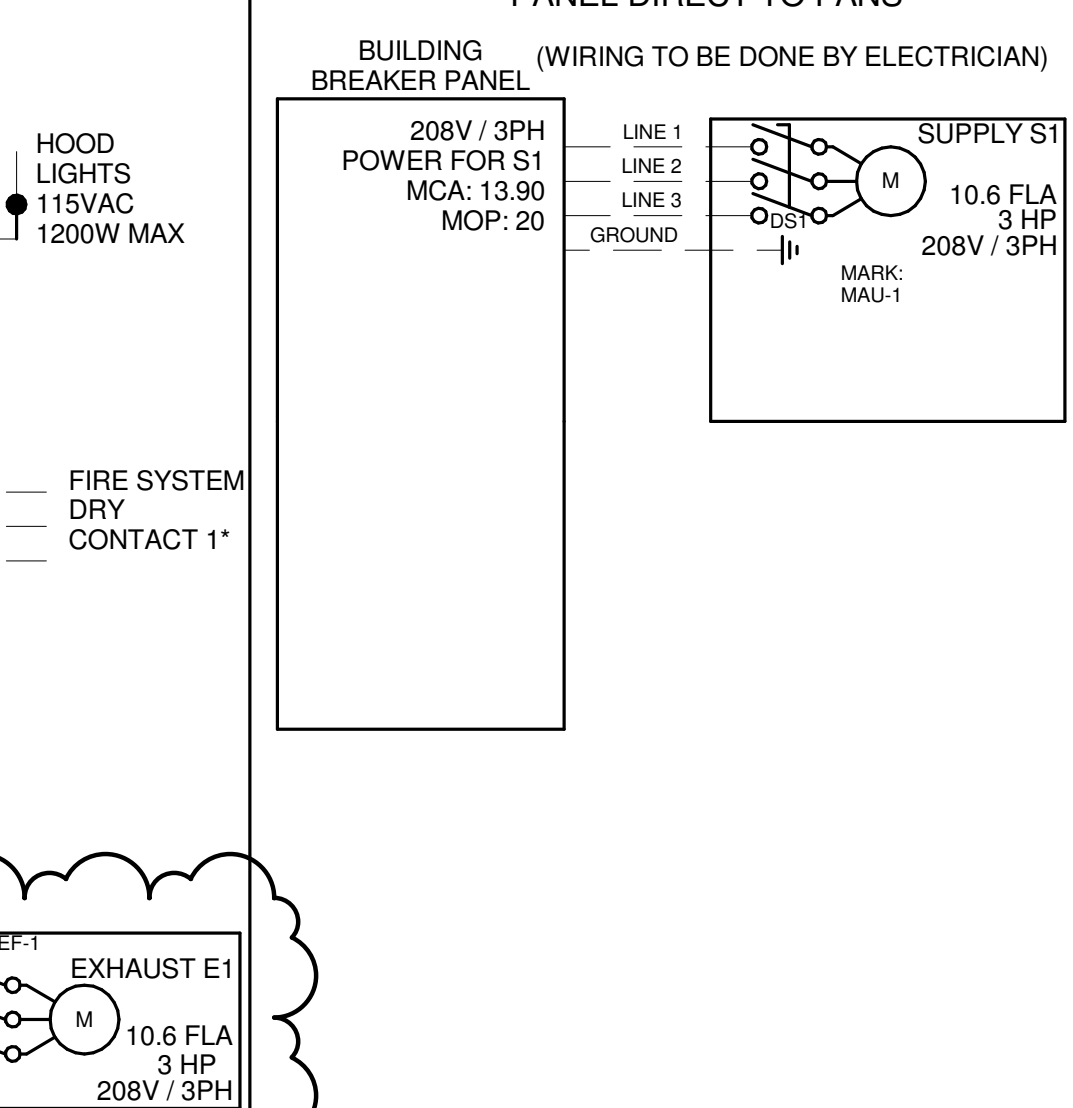 PANEL DIRECT TO FANS
BUILDING
BREAKER PANEL
(WIRING TO BE DONE BY ELECTRICIAN)
208V / 3PH
POWER FOR S1
MCA: 13.90
MOP: 20
LINE 1
LINE 2
LINE 3
GROUND
DS1
M
SUPPLY S1
10.6 FLA
3 HP
208V / 3PH
MARK:
MAU-1
HOOD
LIGHTS
115VAC
1200W MAX
FIRE SYSTEM
DRY
CONTACT 1*
EF-1
EXHAUST E1
M
10.6 FLA
3 HP
208V / 3PH